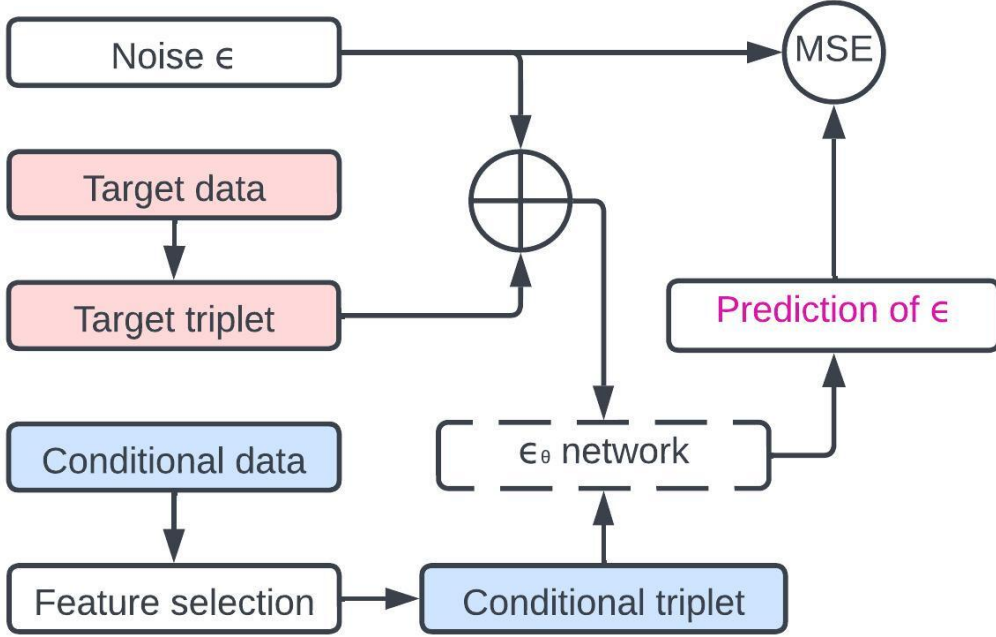 Noise ϵ
MSE
Target data
Target triplet
Prediction of ϵ
Conditional data
ϵθ network
Feature selection
Conditional triplet